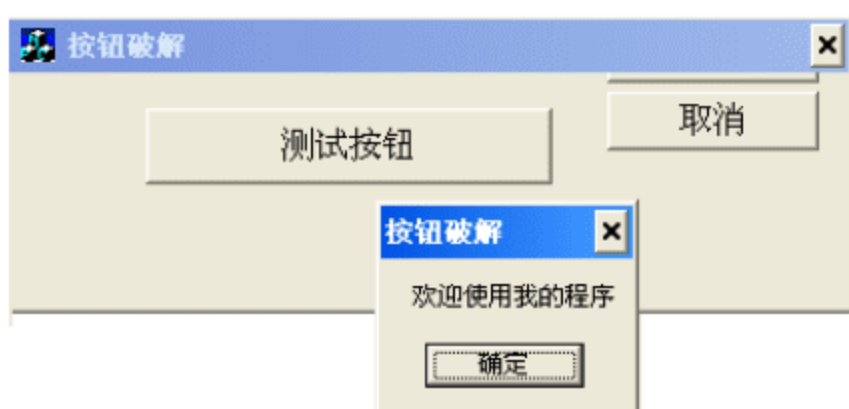 按钮破解
取消
测试按钮
按钮破解
欢迎使用我的程序
确定